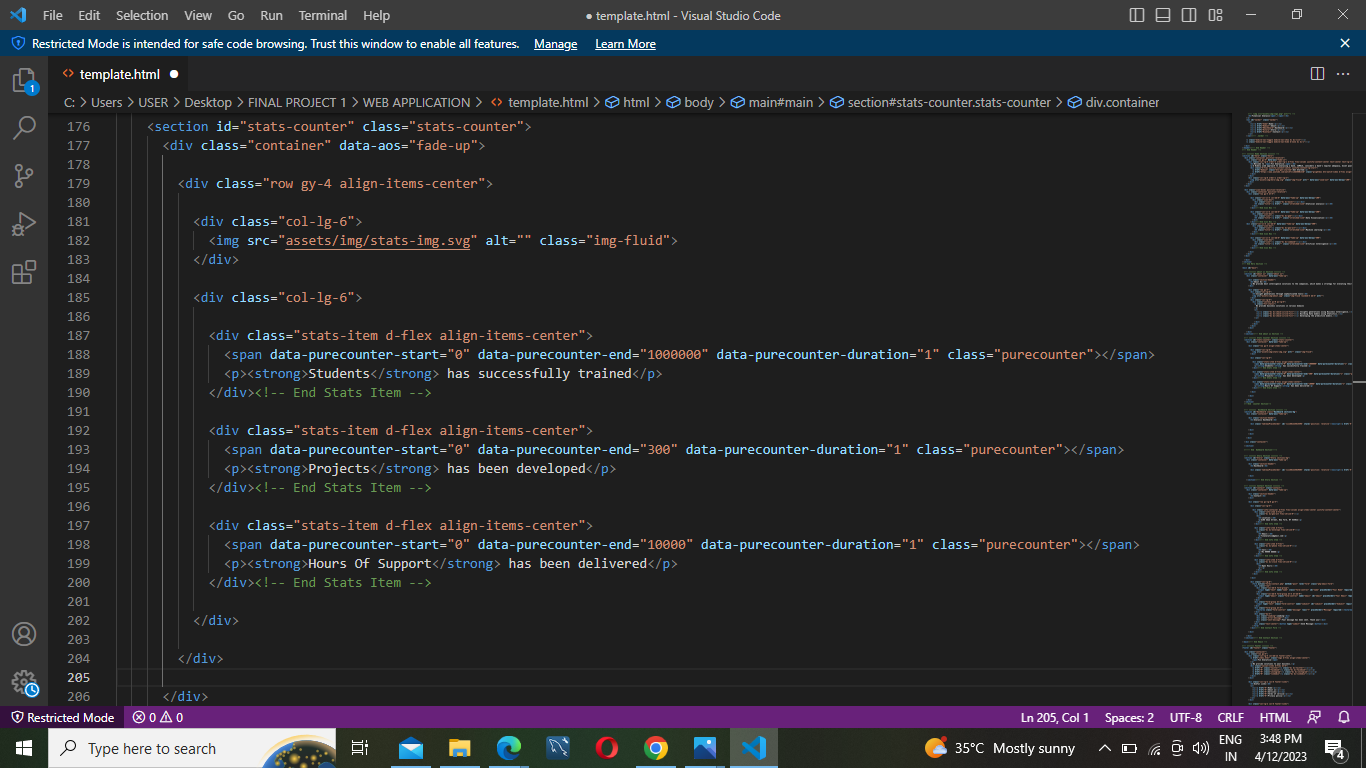 File Edit Selection View Go Run Terminal Help ● template.html - Visual Studio Code
Restricted Mode is intended for safe code browsing. Trust this window to enable all features. Manage Learn More
1 <> template.html ●
C: > Users > USER > Desktop > FINAL PROJECT 1 > WEB APPLICATION > <> template.html > html > body > main#main > section#stats-counter.stats-counter > div.container
176 <section id="stats-counter" class="stats-counter">
177 <div class="container" data-aos="fade-up">
178
179 <div class="row gy-4 align-items-center">
180
181 <div class="col-lg-6">
182 <img src="assets/img/stats-img.svg" alt="" class="img-fluid">
183 </div>
184
185 <div class="col-lg-6">
186
187 <div class="stats-item d-flex align-items-center">
188 <span data-purecounter-start="0" data-purecounter-end="1000000" data-purecounter-duration="1" class="purecounter"></span>
189 <p><strong>Students</strong> has successfully trained</p>
190 </div><!-- End Stats Item -->
191
192 <div class="stats-item d-flex align-items-center">
193 <span data-purecounter-start="0" data-purecounter-end="300" data-purecounter-duration="1" class="purecounter"></span>
194 <p><strong>Projects</strong> has been developed</p>
195 </div><!-- End Stats Item -->
196
197 <div class="stats-item d-flex align-items-center">
198 <span data-purecounter-start="0" data-purecounter-end="10000" data-purecounter-duration="1" class="purecounter"></span>
199 <p><strong>Hours Of Support</strong> has been delivered</p>
200 </div><!-- End Stats Item -->
201
202 </div>
203
204 </div>
205
206 </div>
Restricted Mode 0 0 Ln 205, Col 1 Spaces: 2 UTF-8 CRLF HTML
Type here to search 35°C Mostly sunny ENG 3:48 PM
IN 4/12/2023 4